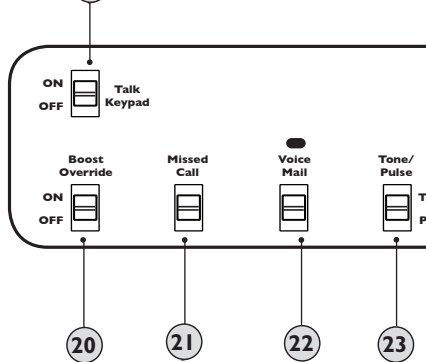 ON
OFF
Talk
Keypad
Boost
Override
Missed
Call
Voice
Mail
Tone/
Pulse
ON
OFF
T
P
20
21
22
23